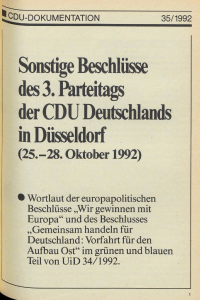 CDU-DOKUMENTATION 35/1992
Sonstige Beschlüsse
des 3. Parteitags
der CDU Deutschlands
in Düsseldorf
(25.–28. Oktober 1992)
● Wortlaut der europapolitischen
Beschlüsse „Wir gewinnen mit
Europa“ und des Beschlusses
„Gemeinsam handeln für
Deutschland: Vorfahrt für den
Aufbau Ost“ im grünen und blauen
Teil von UiD 34/1992.
1